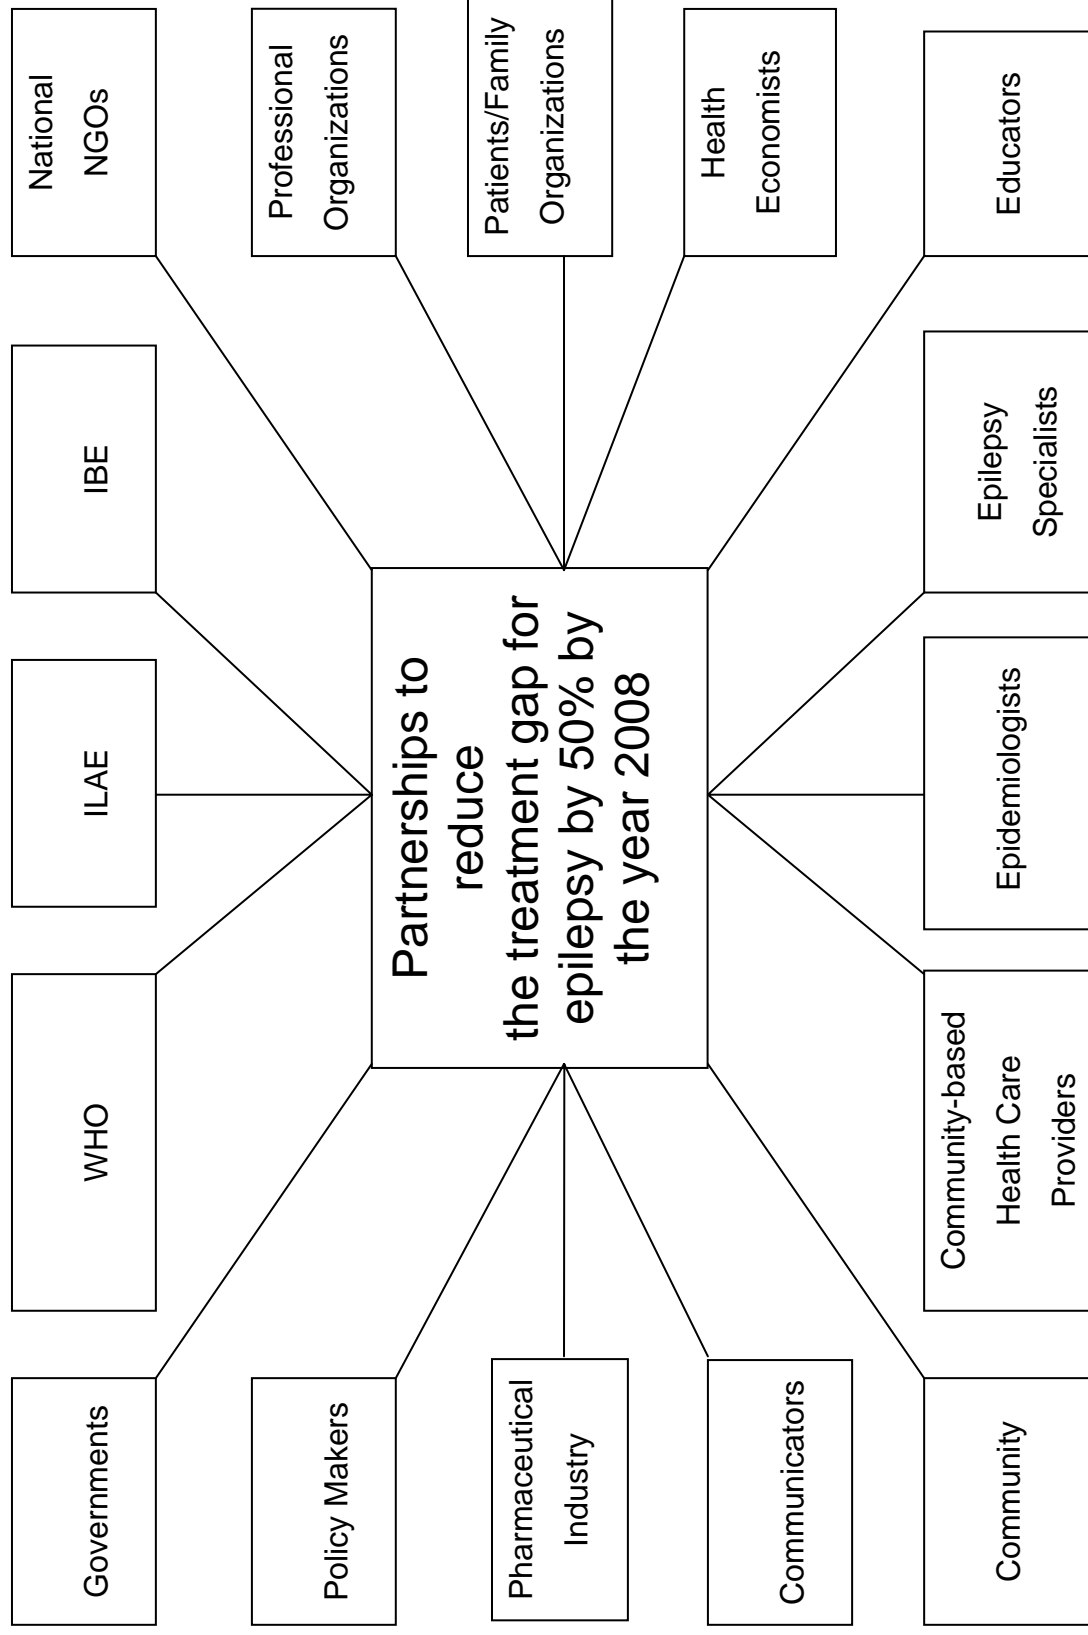 Governments
WHO
ILAE
IBE
National
NGOs
Policy Makers
Professional
Organizations
Pharmaceutical
Industry
Partnerships to
reduce
the treatment gap for
epilepsy by 50% by
the year 2008
Patients/Family
Organizations
Communicators
Health
Economists
Community
Community-based
Health Care
Providers
Epidemiologists
Epilepsy
Specialists
Educators